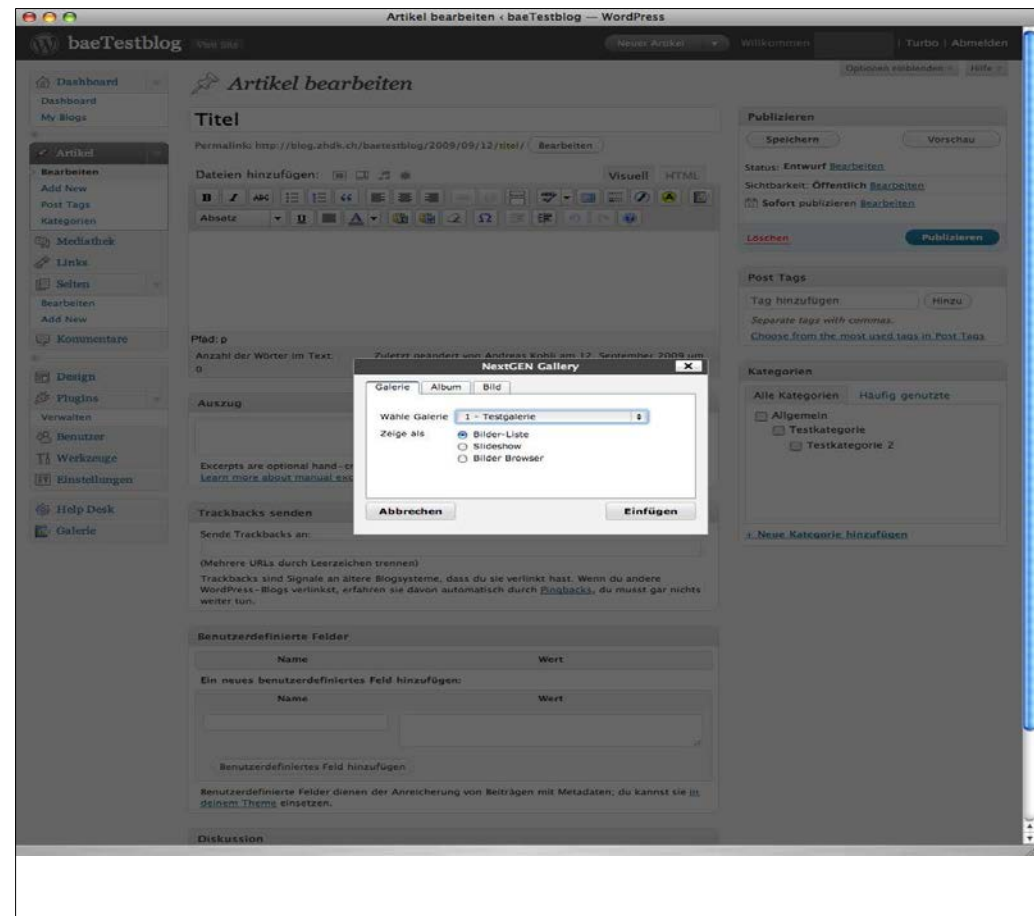 Artikel bearbeiten ‹ baeTestblog — WordPress
baeTestblog Visit Site Neuer Artikel Willkommen | Turbo | Abmelden
Optionen einblenden Hilfe
Dashboard
Dashboard
My Blogs
Artikel
Bearbeiten
Add New
Post Tags
Kategorien
Mediathek
Links
Seiten
Bearbeiten
Add New
Kommentare
Design
Plugins
Verwalten
Benutzer
Werkzeuge
Einstellungen
Help Desk
Galerie
Artikel bearbeiten
Titel
Permalink: http://blog.zhdk.ch/baetestblog/2009/09/12/titel/ Bearbeiten
Dateien hinzufügen: Visuell HTML
B I ABC
Absatz U A Ω
Pfad: p
Anzahl der Wörter im Text: Zuletzt geändert von Andreas Kohli am 12. September 2009 um
0
Auszug
Excerpts are optional hand-cr
Learn more about manual exc
Trackbacks senden
Sende Trackbacks an:
(Mehrere URLs durch Leerzeichen trennen)
Trackbacks sind Signale an ältere Blogsysteme, dass du sie verlinkt hast. Wenn du andere
WordPress-Blogs verlinkst, erfahren sie davon automatisch durch Pingbacks, du musst gar nichts
weiter tun.
Benutzerdefinierte Felder
Name Wert
Ein neues benutzerdefiniertes Feld hinzufügen:
Name Wert
Benutzerdefiniertes Feld hinzufügen
Benutzerdefinierte Felder dienen der Anreicherung von Beiträgen mit Metadaten; du kannst sie in
deinem Theme einsetzen.
Diskussion
NextGEN Gallery X
Galerie Album Bild
Wähle Galerie 1 - Testgalerie
Zeige als Bilder-Liste
Slideshow
Bilder Browser
Abbrechen Einfügen
Publizieren
Speichern Vorschau
Status: Entwurf Bearbeiten
Sichtbarkeit: Öffentlich Bearbeiten
Sofort publizieren Bearbeiten
Löschen Publizieren
Post Tags
Tag hinzufügen Hinzu
Separate tags with commas.
Choose from the most used tags in Post Tags
Kategorien
Alle Kategorien Häufig genutzte
Allgemein
Testkategorie
Testkategorie 2
+ Neue Kategorie hinzufügen